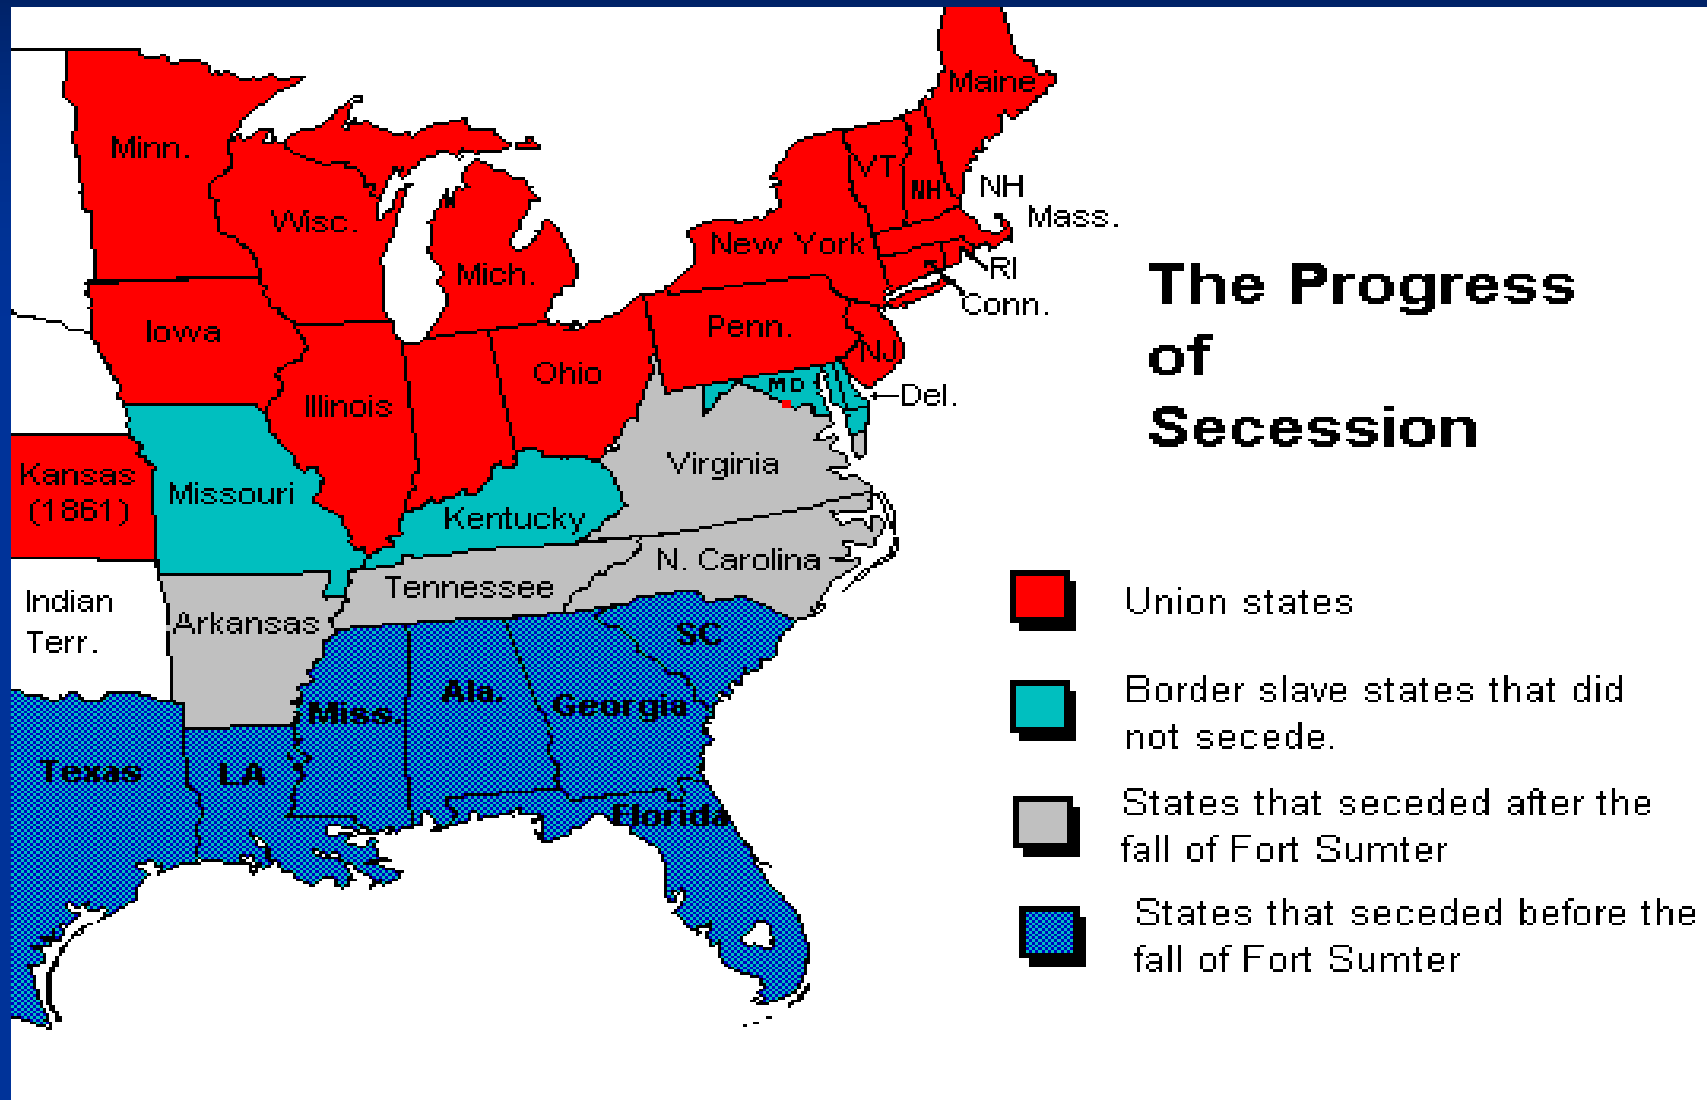 Maine
Minn.
VT
NH
NH
Mass.
Wisc.
New York
Mich.
RI
Conn.
Iowa
Penn.
NJ
Ohio
MD
Del.
Illinois
Kansas
(1861)
Missouri
Virginia
Kentucky
N. Carolina
Tennessee
Indian
Terr.
Arkansas
SC
Ala.
Miss.
Georgia
Texas
LA
Florida
The Progress
of
Secession
Union states
Border slave states that did
not secede.
States that seceded after the
fall of Fort Sumter
States that seceded before the
fall of Fort Sumter